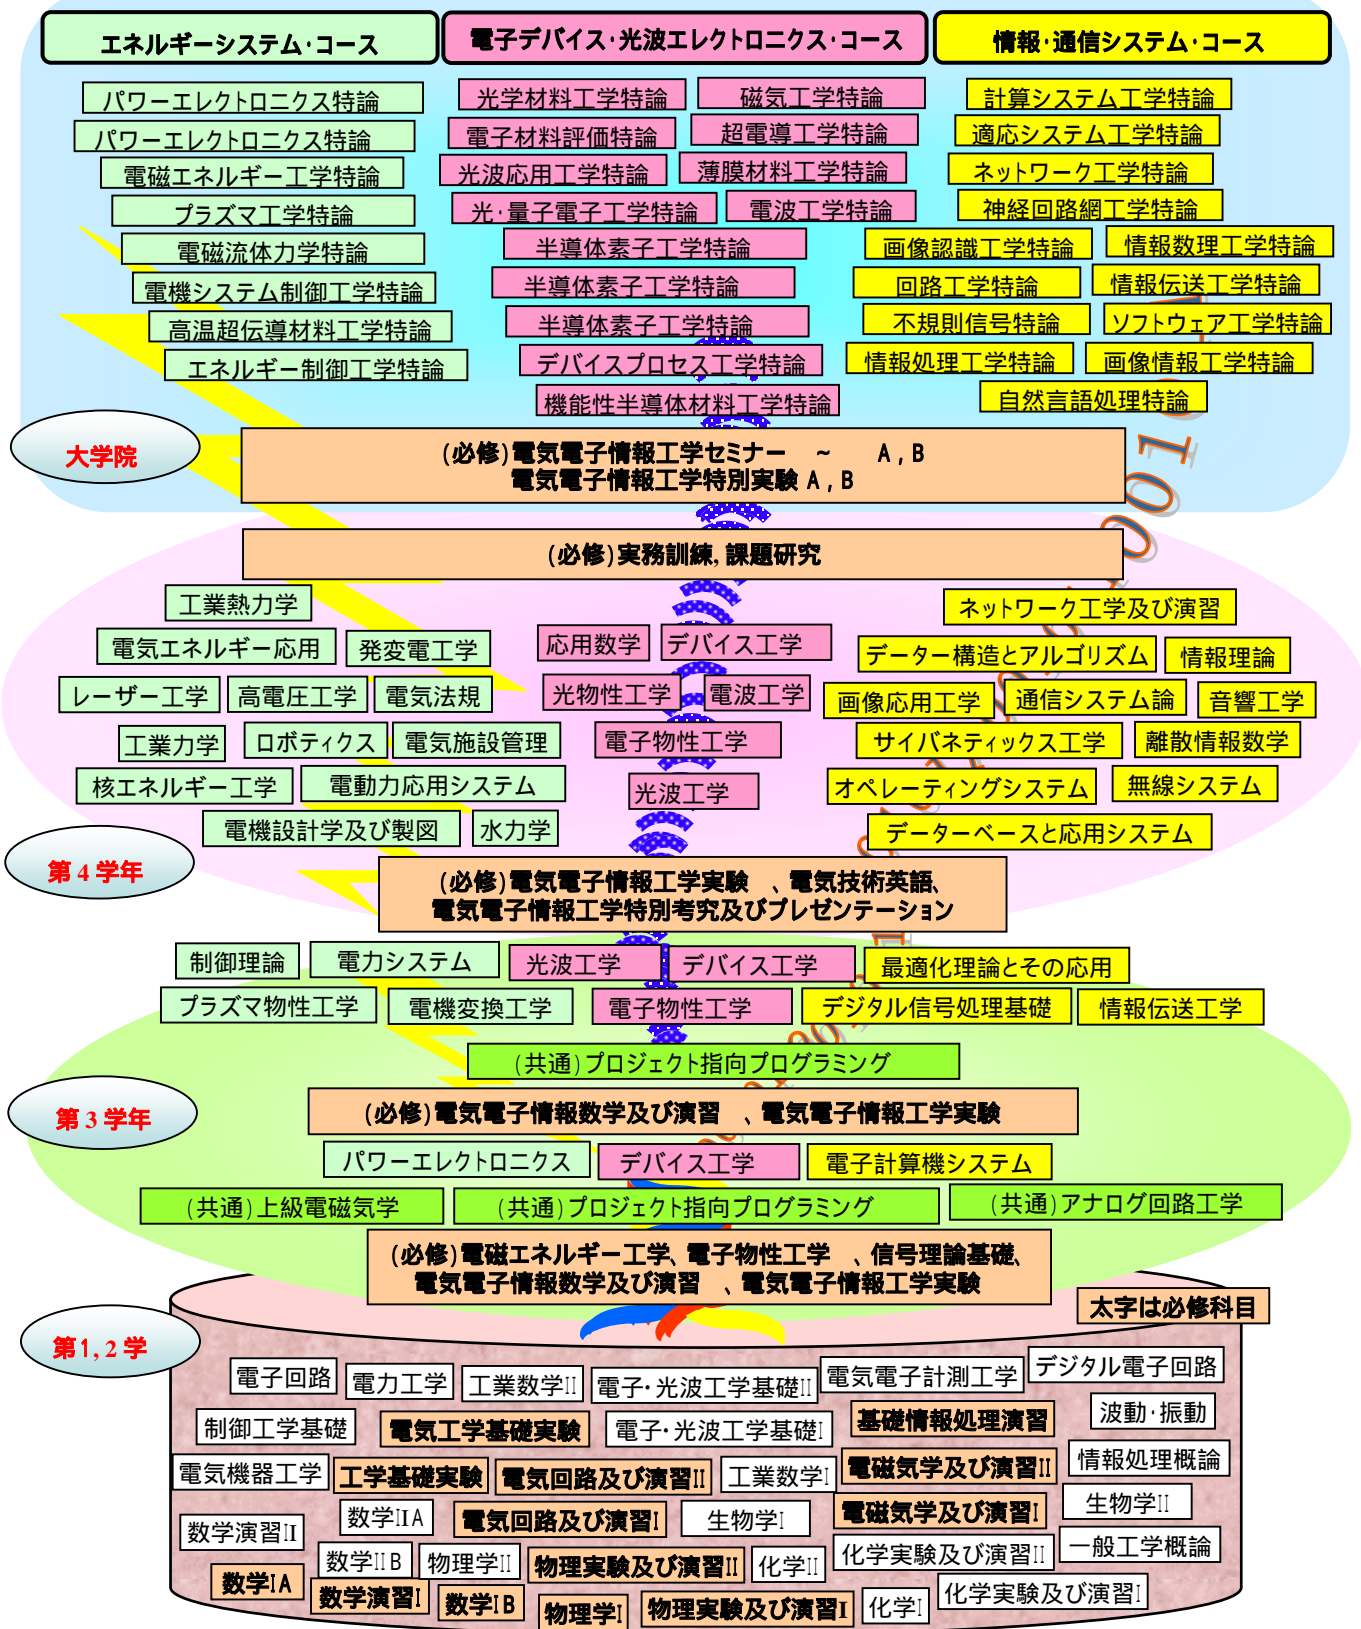 エネルギーシステム・コース
電子デバイス・光波エレクトロニクス・コース
情報・通信システム・コース
パワーエレクトロニクス特論
光学材料工学特論
磁気工学特論
計算システム工学特論
パワーエレクトロニクス特論
電子材料評価特論
超電導工学特論
適応システム工学特論
電磁エネルギー工学特論
光波応用工学特論
薄膜材料工学特論
ネットワーク工学特論
プラズマ工学特論
光・量子電子工学特論
電波工学特論
神経回路網工学特論
電磁流体力学特論
半導体素子工学特論
画像認識工学特論
情報数理工学特論
電機システム制御工学特論
半導体素子工学特論
回路工学特論
情報伝送工学特論
高温超伝導材料工学特論
半導体素子工学特論
不規則信号特論
ソフトウェア工学特論
エネルギー制御工学特論
デバイスプロセス工学特論
情報処理工学特論
画像情報工学特論
機能性半導体材料工学特論
自然言語処理特論
大学院
(必修)電気電子情報工学セミナー　～　　A , B
電気電子情報工学特別実験 A , B
(必修)実務訓練, 課題研究
工業熱力学
ネットワーク工学及び演習
電気エネルギー応用
発変電工学
応用数学
デバイス工学
データー構造とアルゴリズム
情報理論
レーザー工学
高電圧工学
電気法規
光物性工学
電波工学
画像応用工学
通信システム論
音響工学
工業力学
ロボティクス
電気施設管理
電子物性工学
サイバネティックス工学
離散情報数学
核エネルギー工学
電動力応用システム
光波工学
オペレーティングシステム
無線システム
電機設計学及び製図
水力学
データーベースと応用システム
第 4 学年
(必修)電気電子情報工学実験　、電気技術英語、
電気電子情報工学特別考究及びプレゼンテーション
制御理論
電力システム
光波工学
デバイス工学
最適化理論とその応用
プラズマ物性工学
電機変換工学
電子物性工学
デジタル信号処理基礎
情報伝送工学
(共通)プロジェクト指向プログラミング
第 3 学年
(必修)電気電子情報数学及び演習　、電気電子情報工学実験
パワーエレクトロニクス
デバイス工学
電子計算機システム
(共通)上級電磁気学
(共通)プロジェクト指向プログラミング
(共通)アナログ回路工学
(必修)電磁エネルギー工学、電子物性工学　、信号理論基礎、
電気電子情報数学及び演習　、電気電子情報工学実験
太字は必修科目
第1, 2 学
電子回路
電力工学
工業数学II
電子・光波工学基礎II
電気電子計測工学
デジタル電子回路
制御工学基礎
電気工学基礎実験
電子・光波工学基礎I
基礎情報処理演習
波動・振動
電気機器工学
工学基礎実験
電気回路及び演習II
工業数学I
電磁気学及び演習II
情報処理概論
数学演習II
数学IIA
電気回路及び演習I
生物学I
電磁気学及び演習I
生物学II
数学IIB
物理学II
物理実験及び演習II
化学II
化学実験及び演習II
一般工学概論
数学IA
数学演習I
数学IB
物理学I
物理実験及び演習I
化学I
化学実験及び演習I